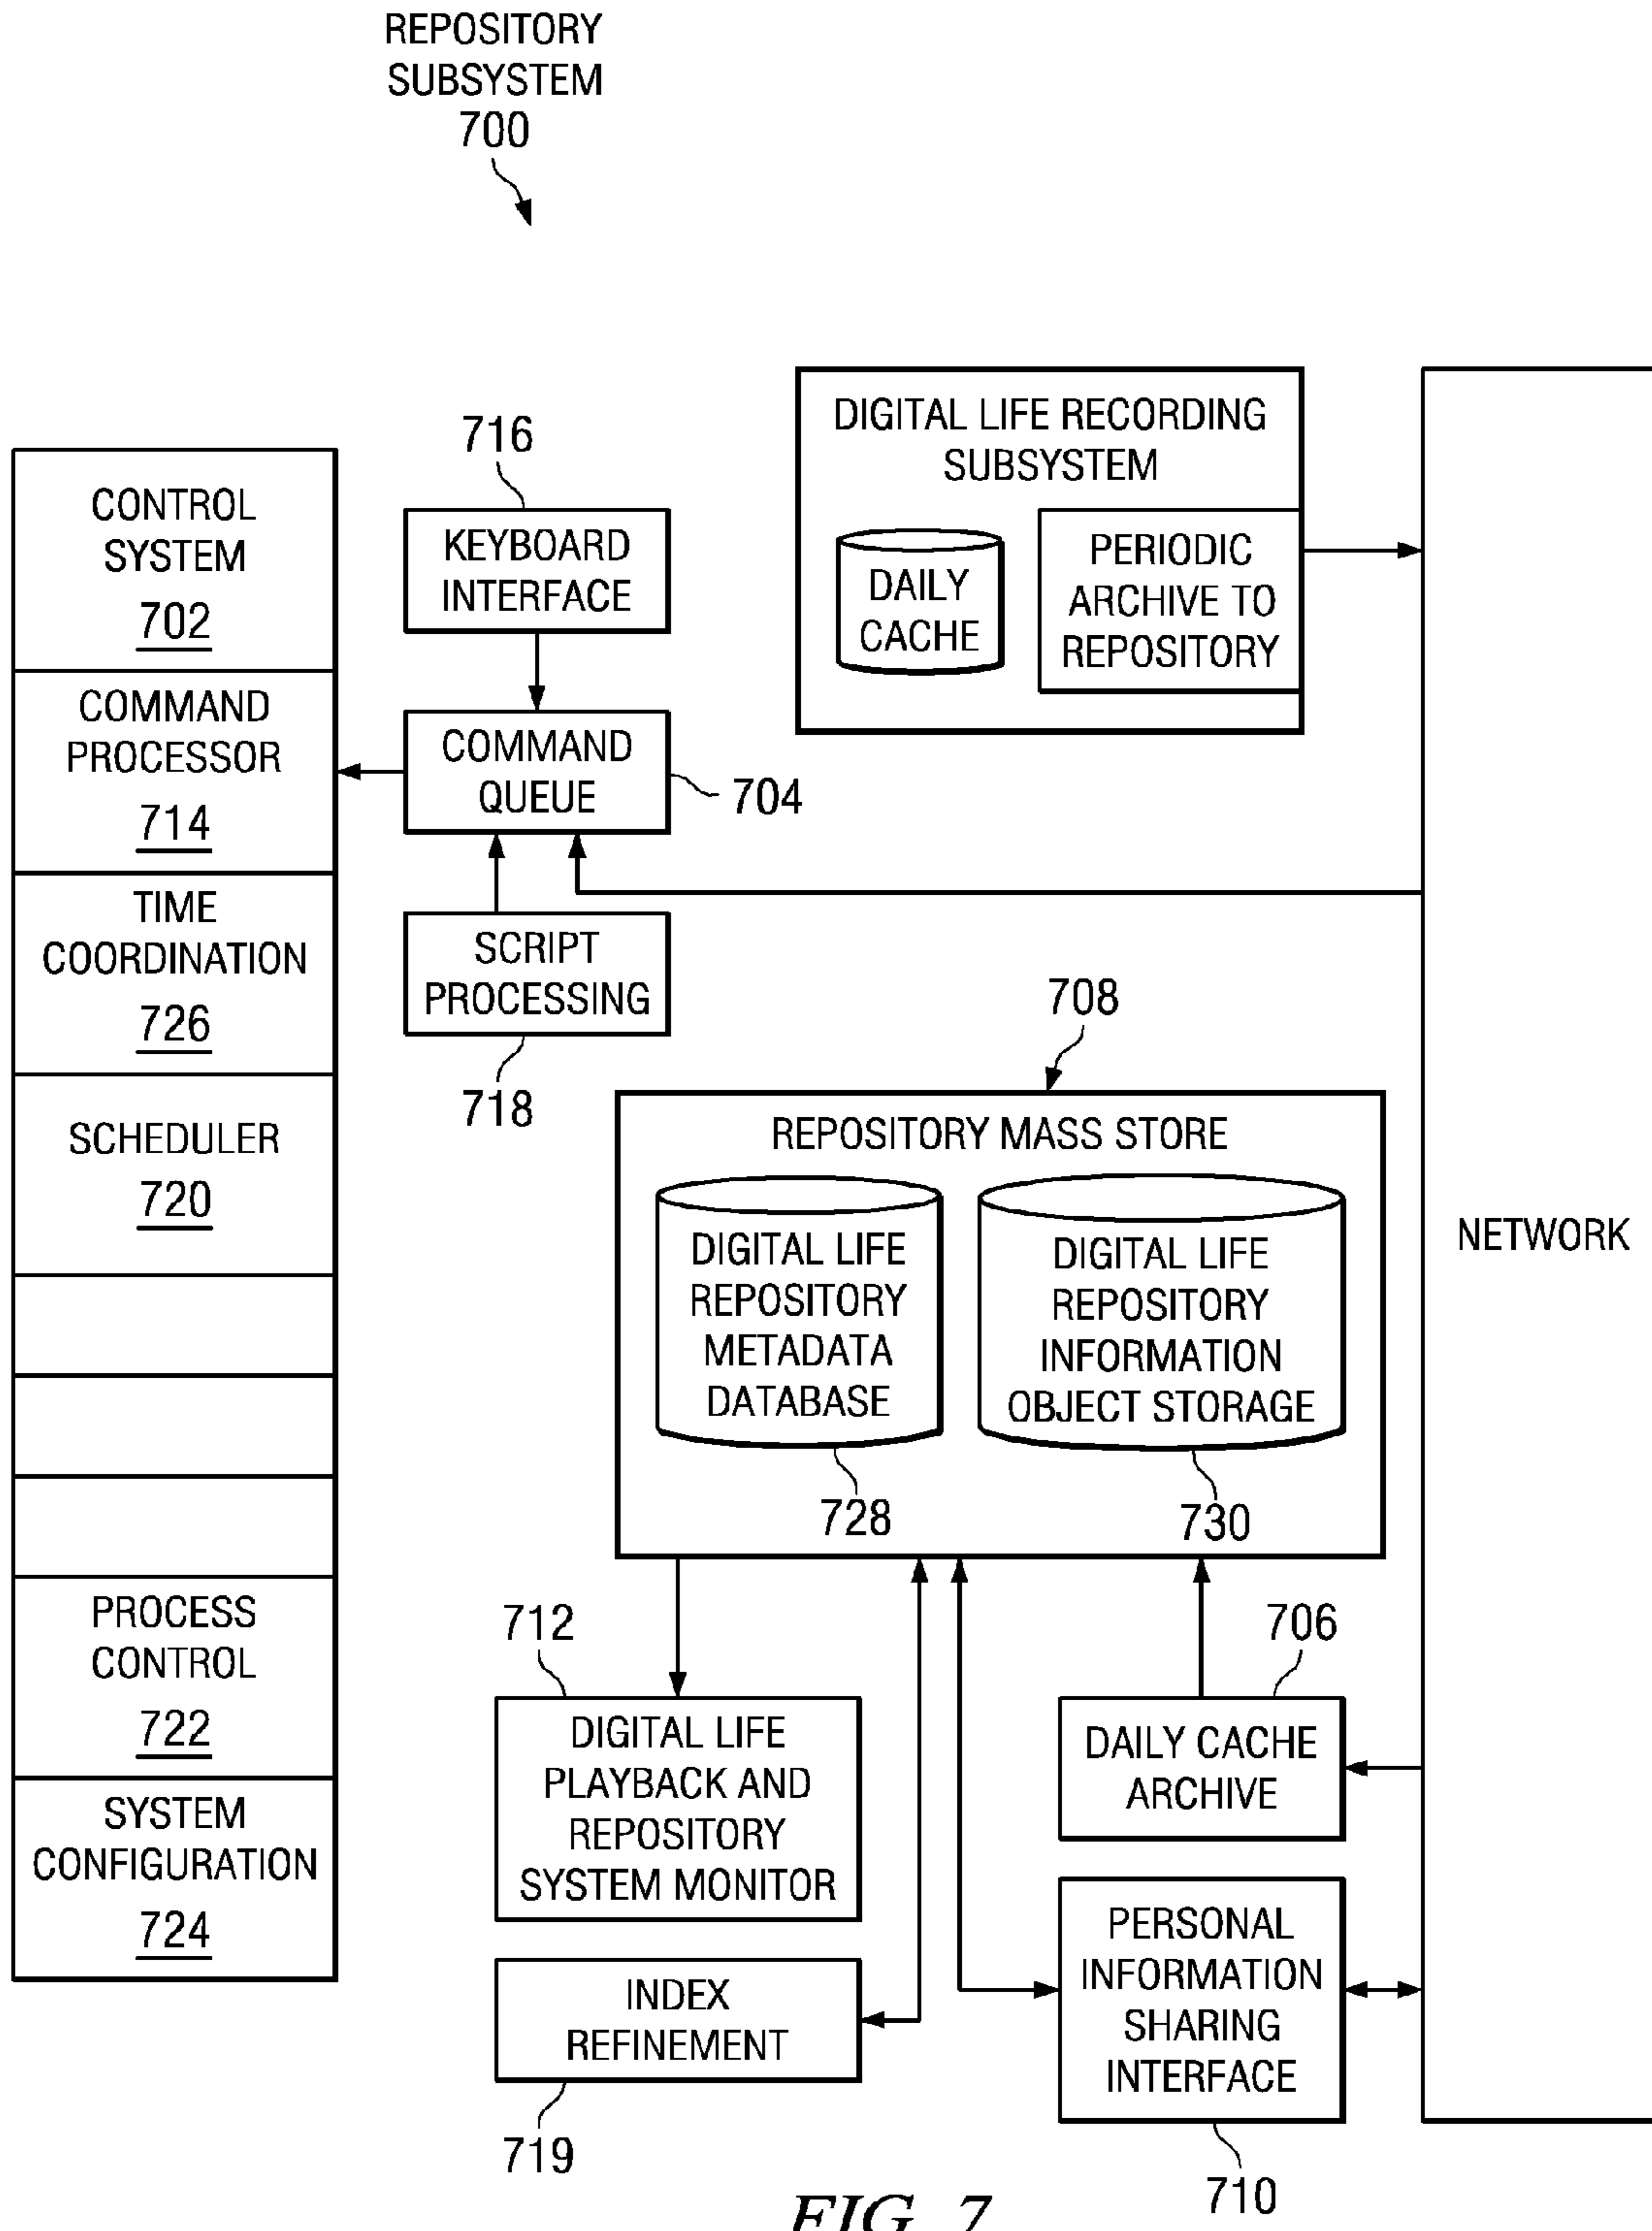 REPOSITORY
SUBSYSTEM
700
CONTROL
SYSTEM
702
COMMAND
PROCESSOR
714
TIME
COORDINATION
726
SCHEDULER
720
PROCESS
CONTROL
722
SYSTEM
CONFIGURATION
724
716
KEYBOARD
INTERFACE
COMMAND
QUEUE
704
SCRIPT
PROCESSING
718
DIGITAL LIFE RECORDING
SUBSYSTEM
DAILY
CACHE
PERIODIC
ARCHIVE TO
REPOSITORY
NETWORK
708
REPOSITORY MASS STORE
DIGITAL LIFE
REPOSITORY
METADATA
DATABASE
728
DIGITAL LIFE
REPOSITORY
INFORMATION
OBJECT STORAGE
730
712
DIGITAL LIFE
PLAYBACK AND
REPOSITORY
SYSTEM MONITOR
INDEX
REFINEMENT
719
706
DAILY CACHE
ARCHIVE
PERSONAL
INFORMATION
SHARING
INTERFACE
710
FIG. 7